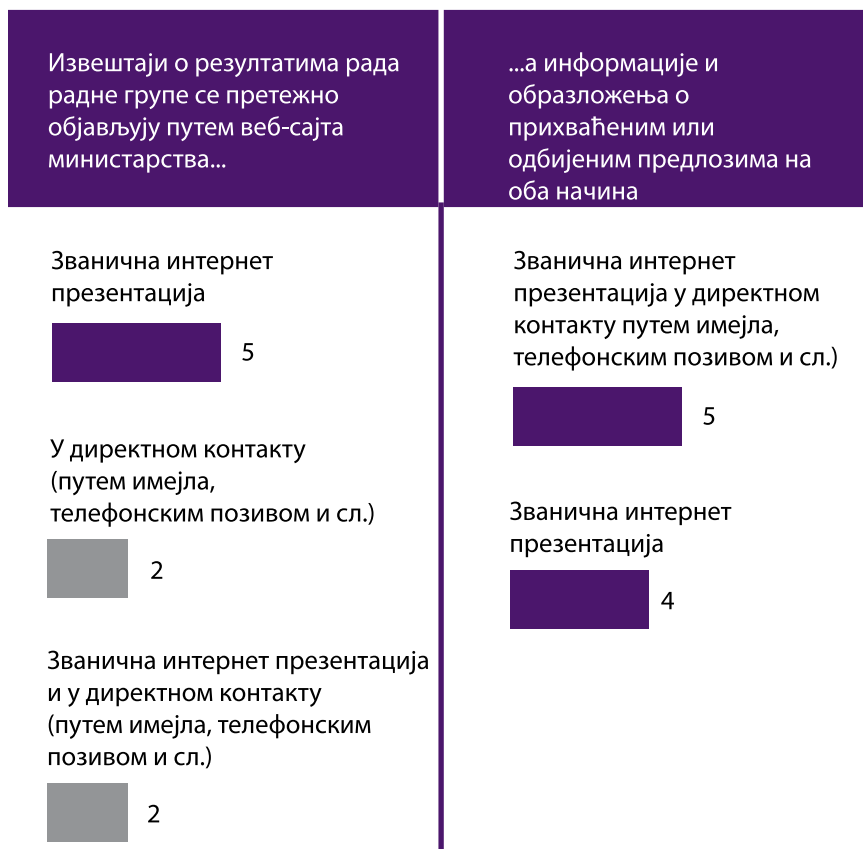 Извештаји о резултатима рада
радне групе се претежно
објављују путем веб-сајта
министарства...
...а информације и
образложења о
прихваћеним или
одбијеним предлозима на
оба начина
Званична интернет
презентација
5
У директном контакту
(путем имејла,
телефонским позивом и сл.)
2
Званична интернет презентација
и у директном контакту
(путем имејла, телефонским
позивом и сл.)
2
Званична интернет
презентација у директном
контакту путем имејла,
телефонским позивом и сл.)
5
Званична интернет
презентација
4